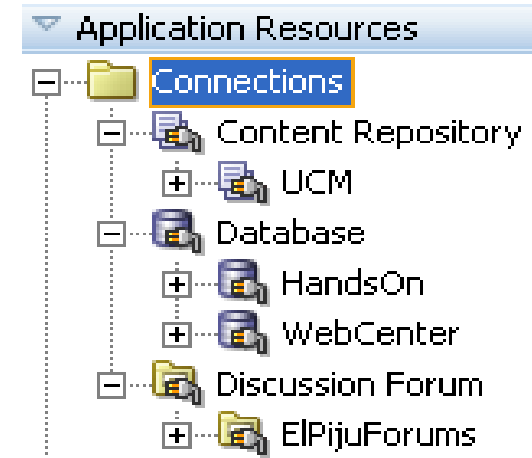 Application Resources
Connections
Content Repository
UCM
Database
HandsOn
WebCenter
Discussion Forum
ElPijuForums